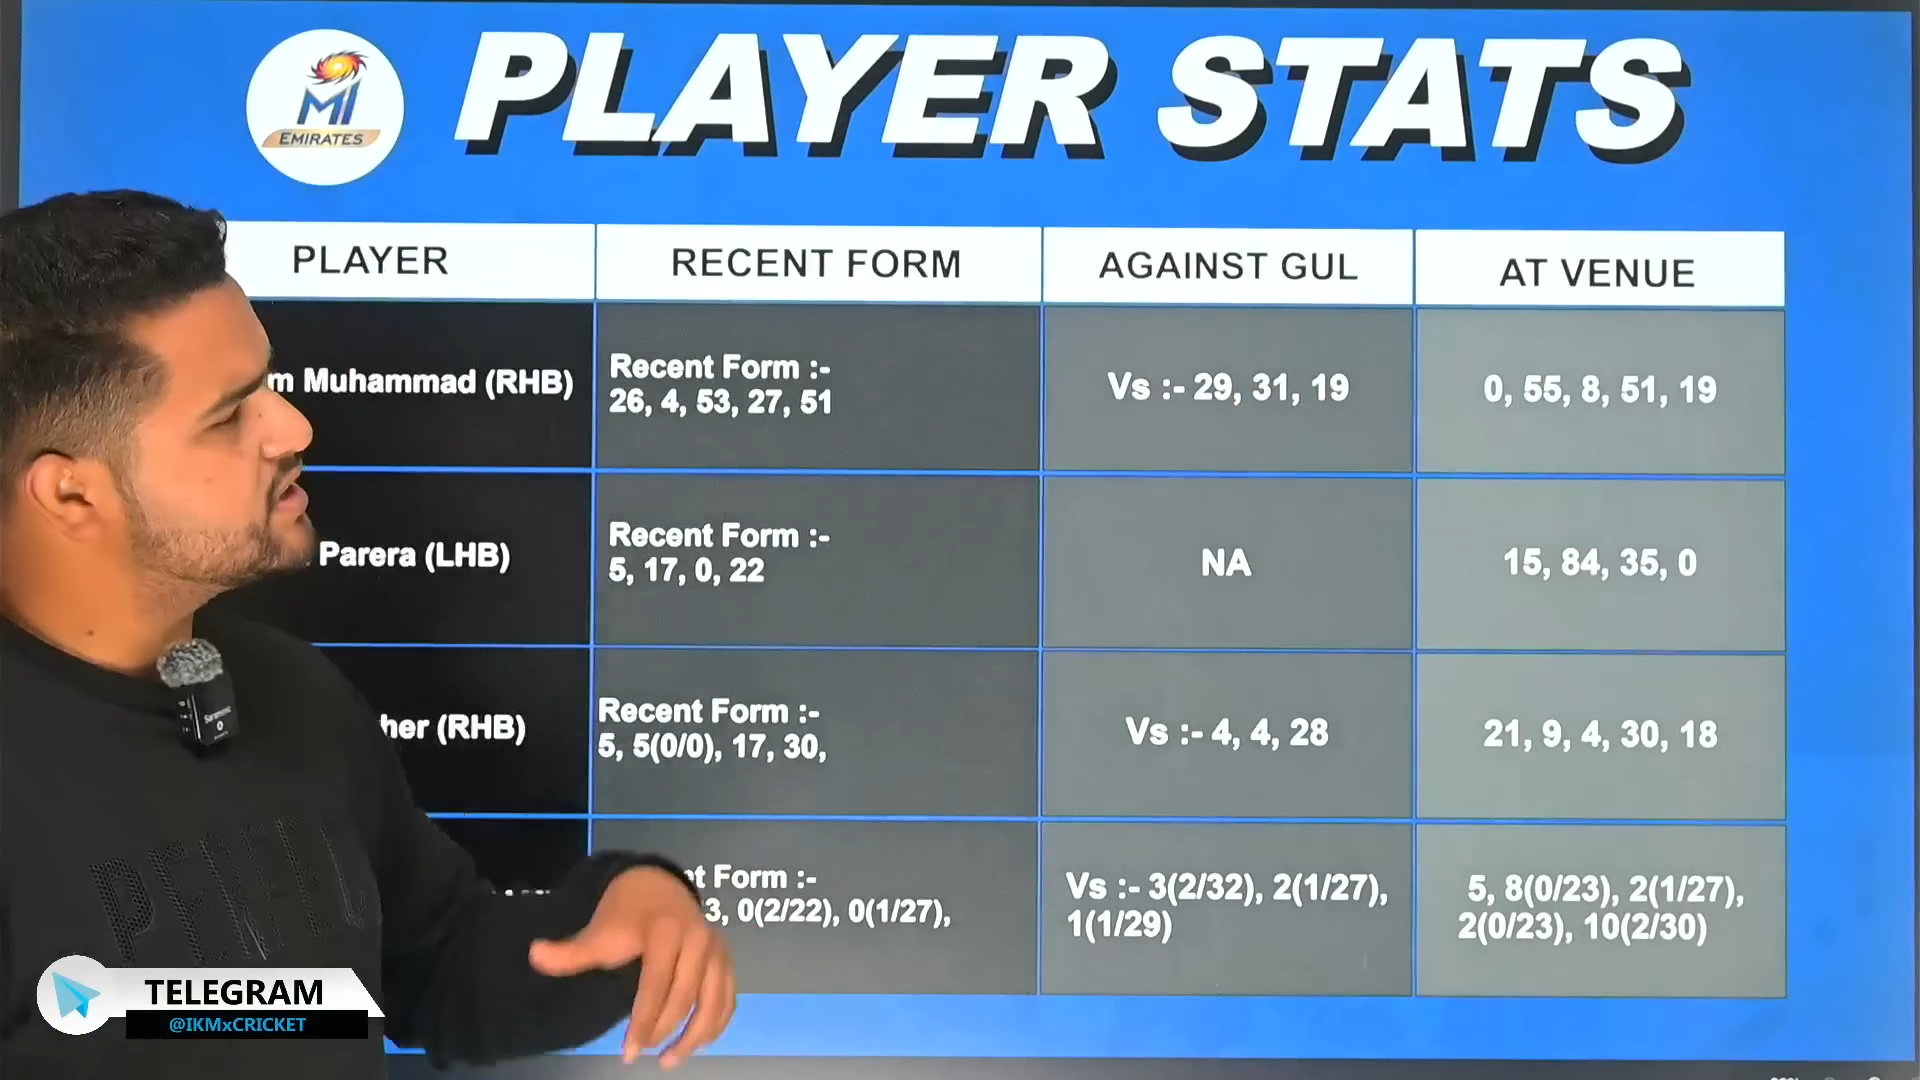 MI
EMIRATES
PLAYER STATS
PLAYER
RECENT FORM
AGAINST GUL
AT VENUE
m Muhammad (RHB)
Recent Form :-
26, 4, 53, 27, 51
Vs :- 29, 31, 19
0, 55, 8, 51, 19
Parera (LHB)
Recent Form :-
5, 17, 0, 22
NA
15, 84, 35, 0
her (RHB)
Recent Form :-
5, 5(0/0), 17, 30,
Vs :- 4, 4, 28
21, 9, 4, 30, 18
nt Form :-
3, 0(2/22), 0(1/27),
Vs :- 3(2/32), 2(1/27),
1(1/29)
5, 8(0/23), 2(1/27),
2(0/23), 10(2/30)
Saramonic
TELEGRAM
@IKMxCRICKET